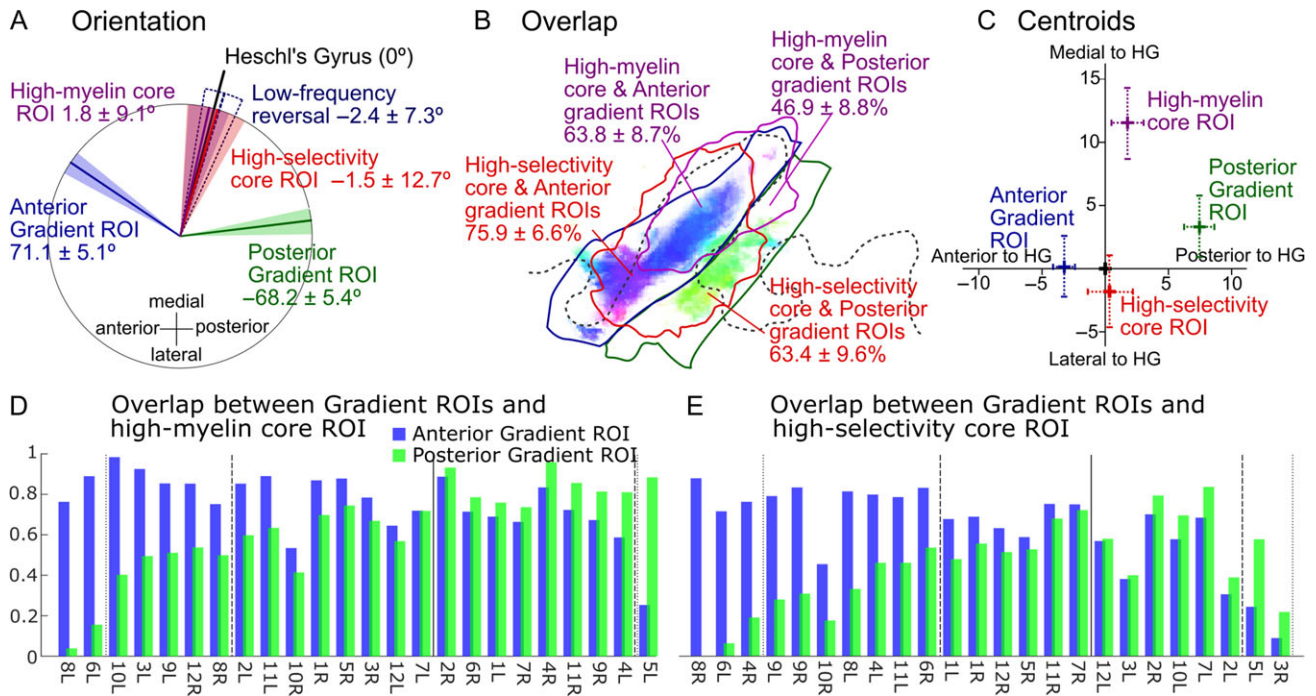 A Orientation
Heschl's Gyrus (0º)
High-myelin core
ROI 1.8 ± 9.1º
Low-frequency
reversal −2.4 ± 7.3º
High-selectivity
core ROI −1.5 ± 12.7º
Anterior
Gradient ROI
71.1 ± 5.1º
Posterior
Gradient ROI
−68.2 ± 5.4º
medial
anterior posterior
lateral
B Overlap
High-myelin
core & Anterior
gradient ROIs
63.8 ± 8.7%
High-myelin
core & Posterior
gradient ROIs
46.9 ± 8.8%
High-selectivity
core & Anterior
gradient ROIs
75.9 ± 6.6%
High-selectivity
core & Posterior
gradient ROIs
63.4 ± 9.6%
C Centroids
Medial to HG
15
High-myelin
core ROI
10
5
Posterior
Gradient
ROI
Anterior
Gradient
ROI
Anterior to HG Posterior to HG
−10 −5 0 5 10
High-selectivity
core ROI
−5
Lateral to HG
D Overlap between Gradient ROIs and
high-myelin core ROI
Anterior Gradient ROI
Posterior Gradient ROI
1
0.8
0.6
0.4
0.2
0
8L 6L 10L 3L 9L 12R 8R 2L 11L 10R 1R 5R 3R 12L 7L 2R 6R 1L 7R 4R 11R 9R 4L 5L
E Overlap between Gradient ROIs and
high-selectivity core ROI
8R 6L 4R 9L 9R 10R 8L 4L 11L 6R 1L 1R 12R 5R 11R 7R 12L 3L 2R 10L 7L 2L 5L 3R